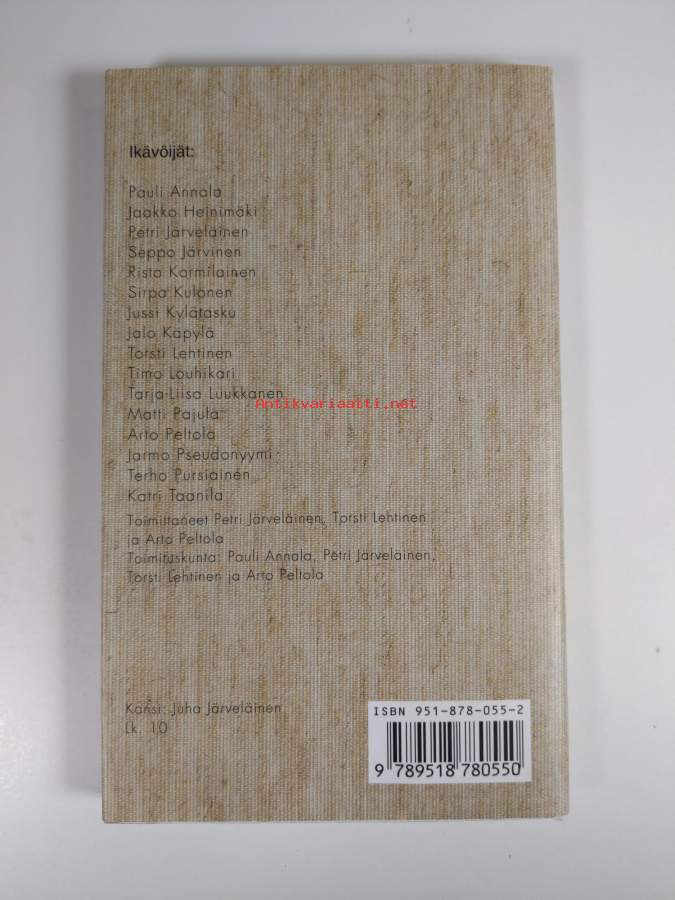 Ikävöijät:
Pauli Annala
Jaakko Heinimäki
Petri Järveläinen
Seppo Järvinen
Risto Kormilainen
Sirpa Kulonen
Jussi Kylätasku
Jalo Käpylä
Torsti Lehtinen
Timo Louhikari
Tarja-Liisa Luukkanen
Antikvariaatti.net
Matti Pajula
Arto Peltola
Jarmo Pseudonyymi
Terho Pursiainen
Katri Taanila
Toimittaneet Petri Järveläinen, Torsti Lehtinen
ja Arto Peltola
Toimituskunta: Pauli Annala, Petri Järveläinen,
Torsti Lehtinen ja Arto Peltola
Kansi: Juha Järveläinen
Lk. 10
ISBN 951-878-055-2
9 789518 780550